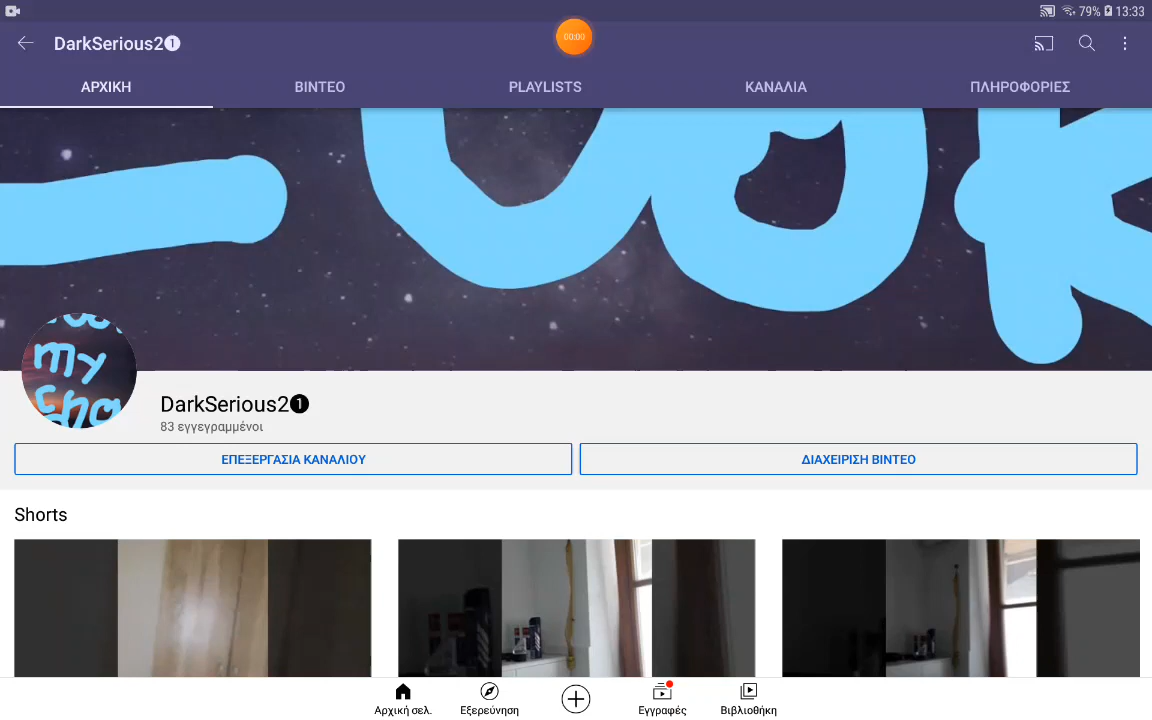 79% 13:33
DarkSerious2❶
00:00
ΑΡΧΙΚΗ ΒΙΝΤΕΟ PLAYLISTS ΚΑΝΑΛΙΑ ΠΛΗΡΟΦΟΡΙΕΣ
my
DarkSerious2❶
83 εγγεγραμμένοι
ΕΠΕΞΕΡΓΑΣΙΑ ΚΑΝΑΛΙΟΥ ΔΙΑΧΕΙΡΙΣΗ ΒΙΝΤΕΟ
Shorts
Αρχική σελ. Εξερεύνηση Εγγραφές Βιβλιοθήκη